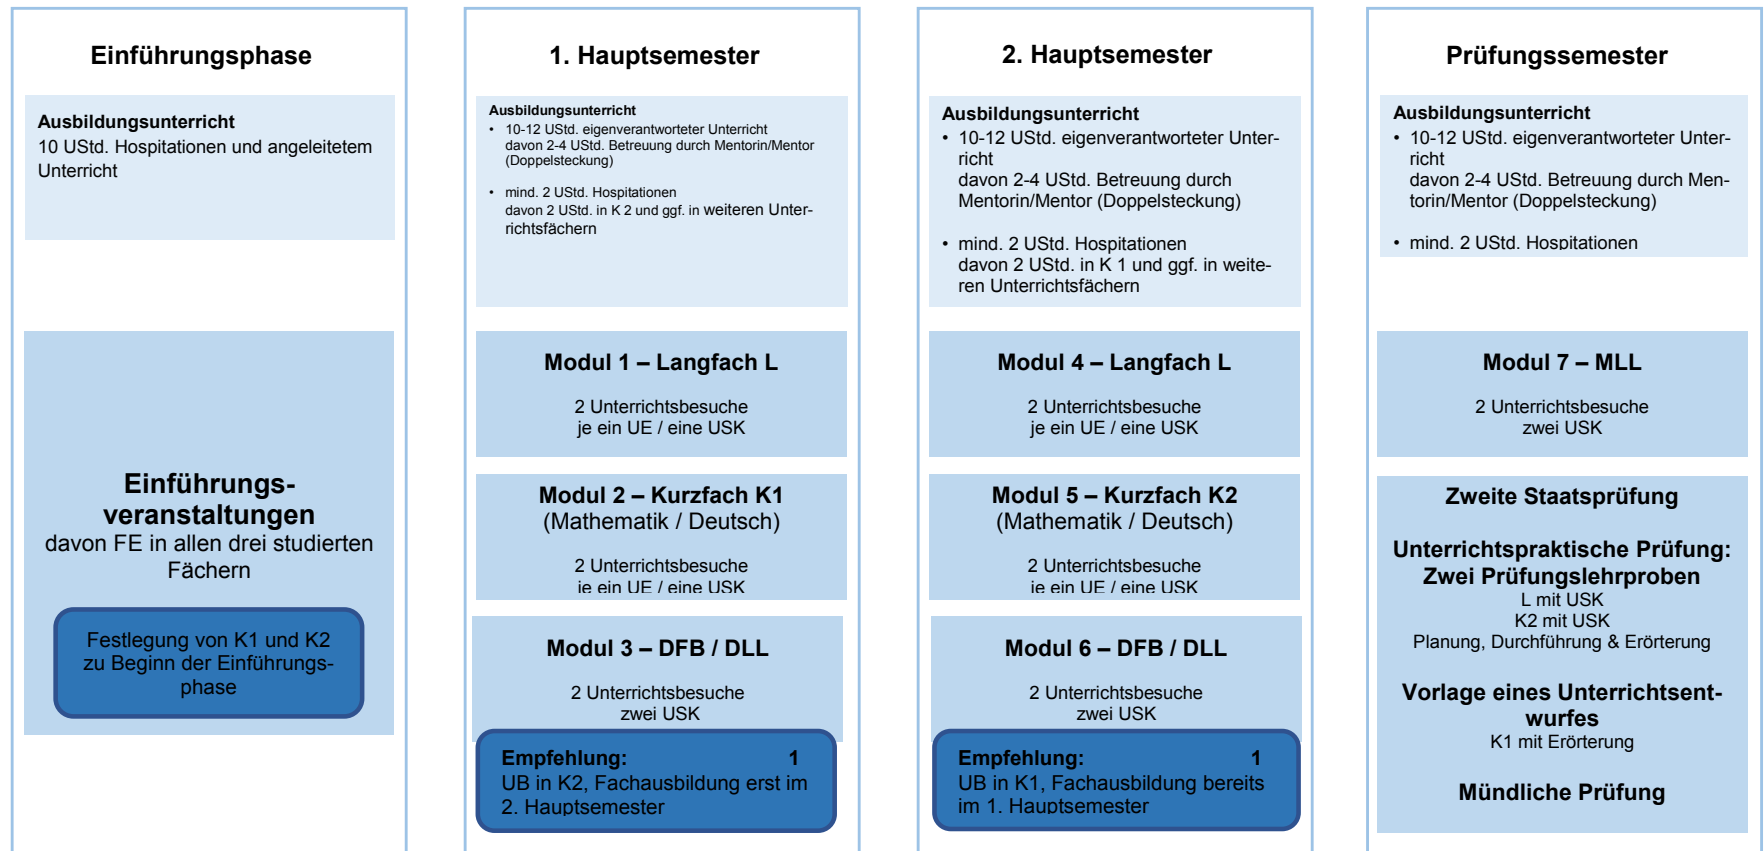 Einführungsphase
Ausbildungsunterricht
10 UStd. Hospitationen und angeleitetem
Unterricht
Einführungs-
veranstaltungen
davon FE in allen drei studierten
Fächern
Festlegung von K1 und K2
zu Beginn der Einführungs-
phase
1. Hauptsemester
Ausbildungsunterricht
• 10-12 UStd. eigenverantworteter Unterricht
davon 2-4 UStd. Betreuung durch Mentorin/Mentor
(Doppelsteckung)
• mind. 2 UStd. Hospitationen
davon 2 UStd. in K 2 und ggf. in weiteren Unter-
richtsfächern
Modul 1 – Langfach L
2 Unterrichtsbesuche
je ein UE / eine USK
Modul 2 – Kurzfach K1
(Mathematik / Deutsch)
2 Unterrichtsbesuche
je ein UE / eine USK
Modul 3 – DFB / DLL
2 Unterrichtsbesuche
zwei USK
Empfehlung: 1
UB in K2, Fachausbildung erst im
2. Hauptsemester
2. Hauptsemester
Ausbildungsunterricht
• 10-12 UStd. eigenverantworteter Unter-
richt
davon 2-4 UStd. Betreuung durch
Mentorin/Mentor (Doppelsteckung)
• mind. 2 UStd. Hospitationen
davon 2 UStd. in K 1 und ggf. in weite-
ren Unterrichtsfächern
Modul 4 – Langfach L
2 Unterrichtsbesuche
je ein UE / eine USK
Modul 5 – Kurzfach K2
(Mathematik / Deutsch)
2 Unterrichtsbesuche
je ein UE / eine USK
Modul 6 – DFB / DLL
2 Unterrichtsbesuche
zwei USK
Empfehlung: 1
UB in K1, Fachausbildung bereits
im 1. Hauptsemester
Prüfungssemester
Ausbildungsunterricht
• 10-12 UStd. eigenverantworteter Unter-
richt
davon 2-4 UStd. Betreuung durch Men-
torin/Mentor (Doppelsteckung)
• mind. 2 UStd. Hospitationen
Modul 7 – MLL
2 Unterrichtsbesuche
zwei USK
Zweite Staatsprüfung
Unterrichtspraktische Prüfung:
Zwei Prüfungslehrproben
L mit USK
K2 mit USK
Planung, Durchführung & Erörterung
Vorlage eines Unterrichtsent-
wurfes
K1 mit Erörterung
Mündliche Prüfung